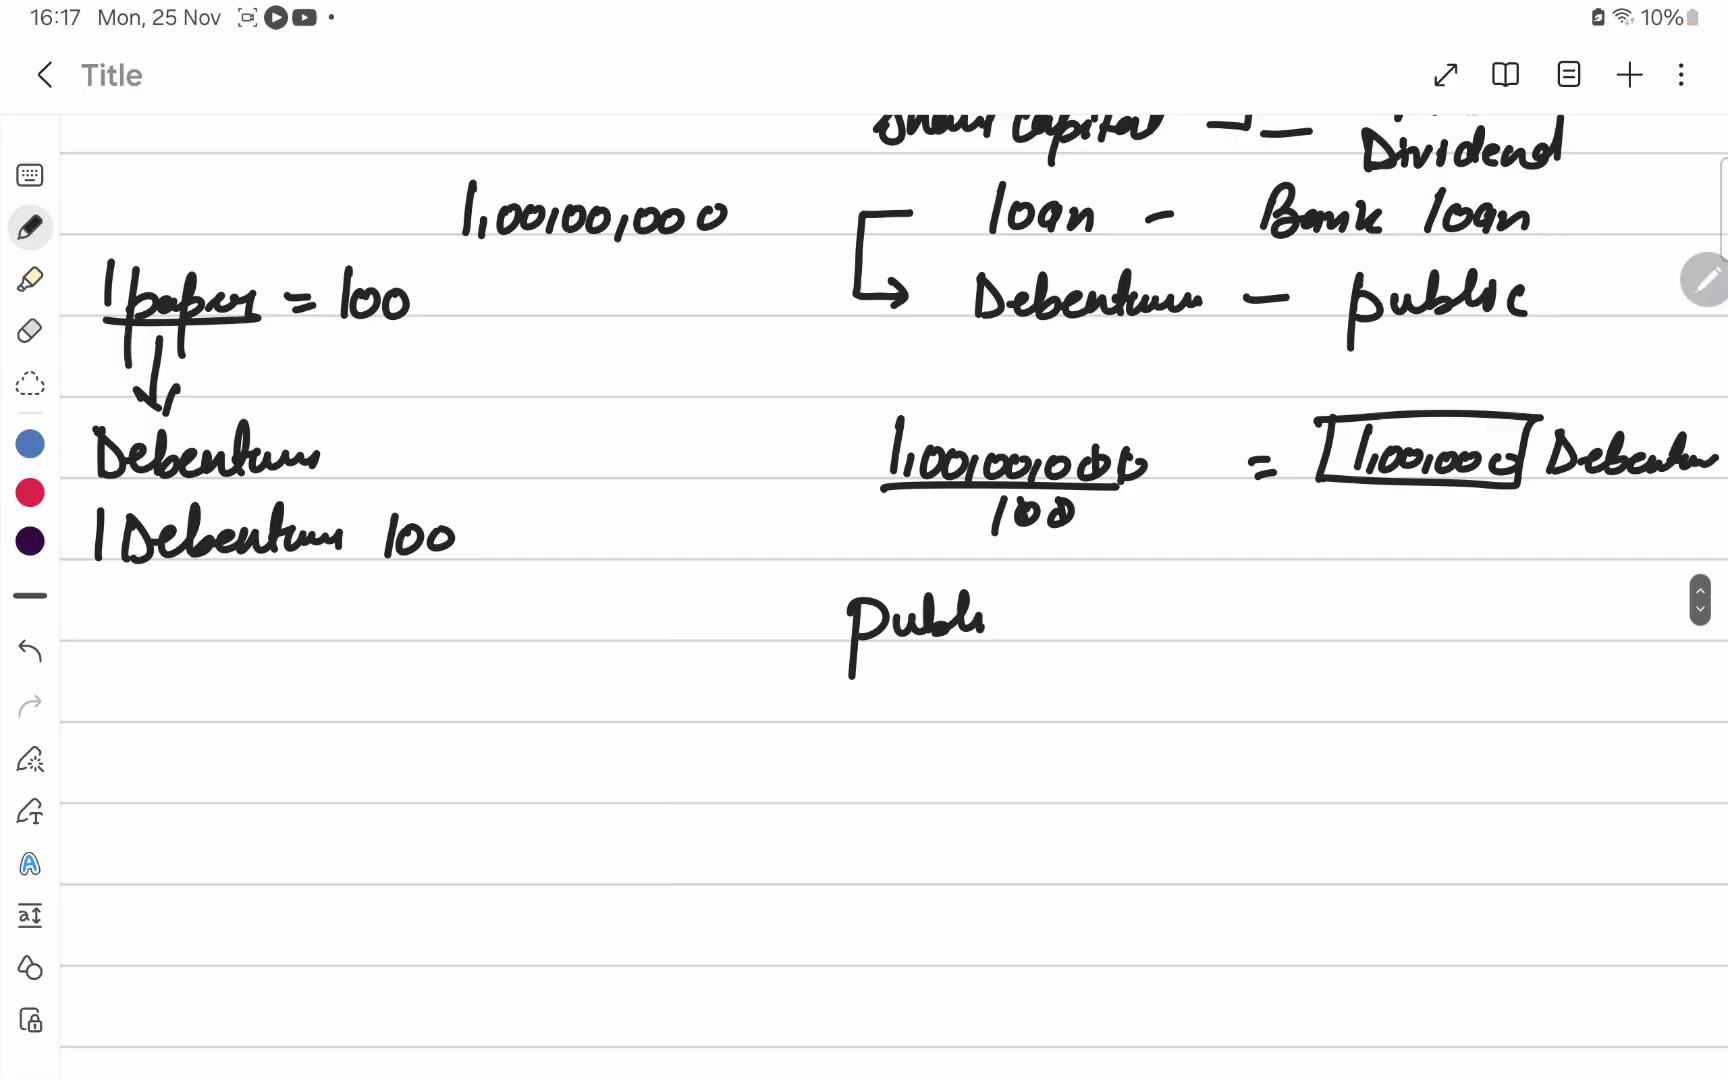 16:17 Mon, 25 Nov 10%
Title
Share Capital - Dividend
1,00,00,000 loan - Bank loan
1 paper = 100 Debenture - public
Debenture 1,00,00,000 = 1,00,000 Debenture
100
1 Debenture 100
Publi